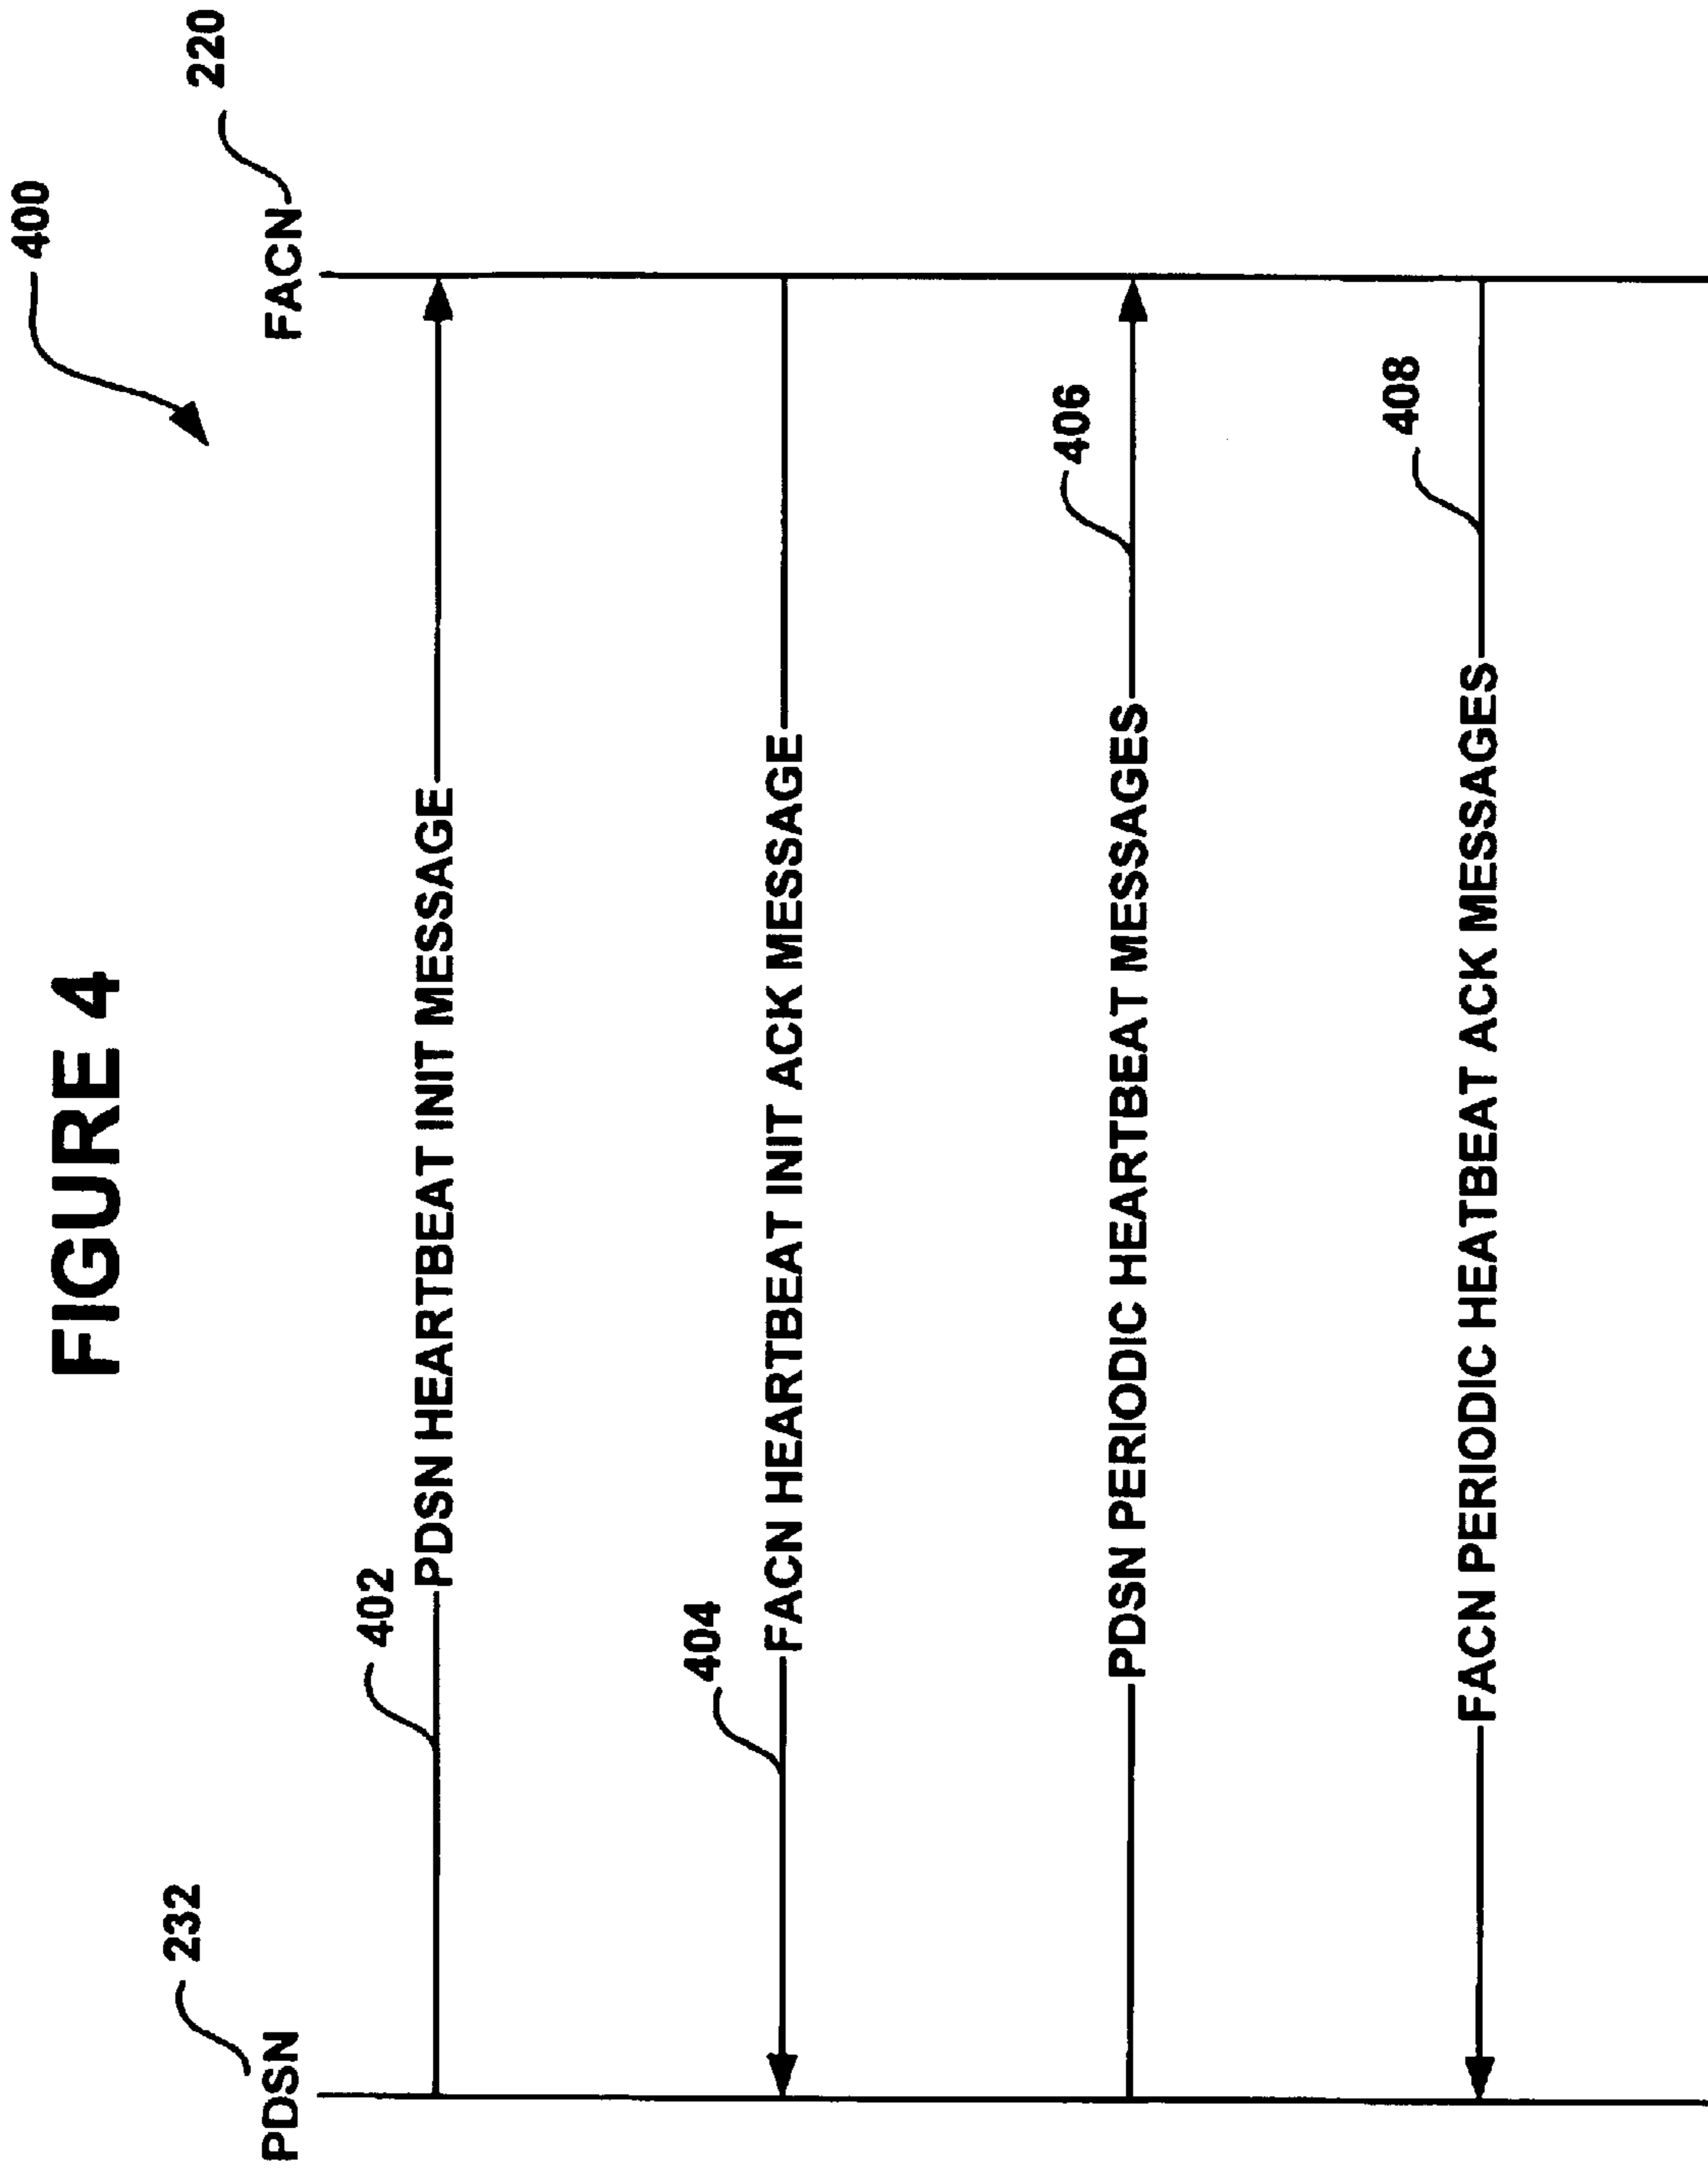 FIGURE 4
400
PDSN
232
FACN
220
402
PDSN HEARTBEAT INIT MESSAGE
404
FACN HEARTBEAT INIT ACK MESSAGE
406
PDSN PERIODIC HEARTBEAT MESSAGES
408
FACN PERIODIC HEATBEAT ACK MESSAGES